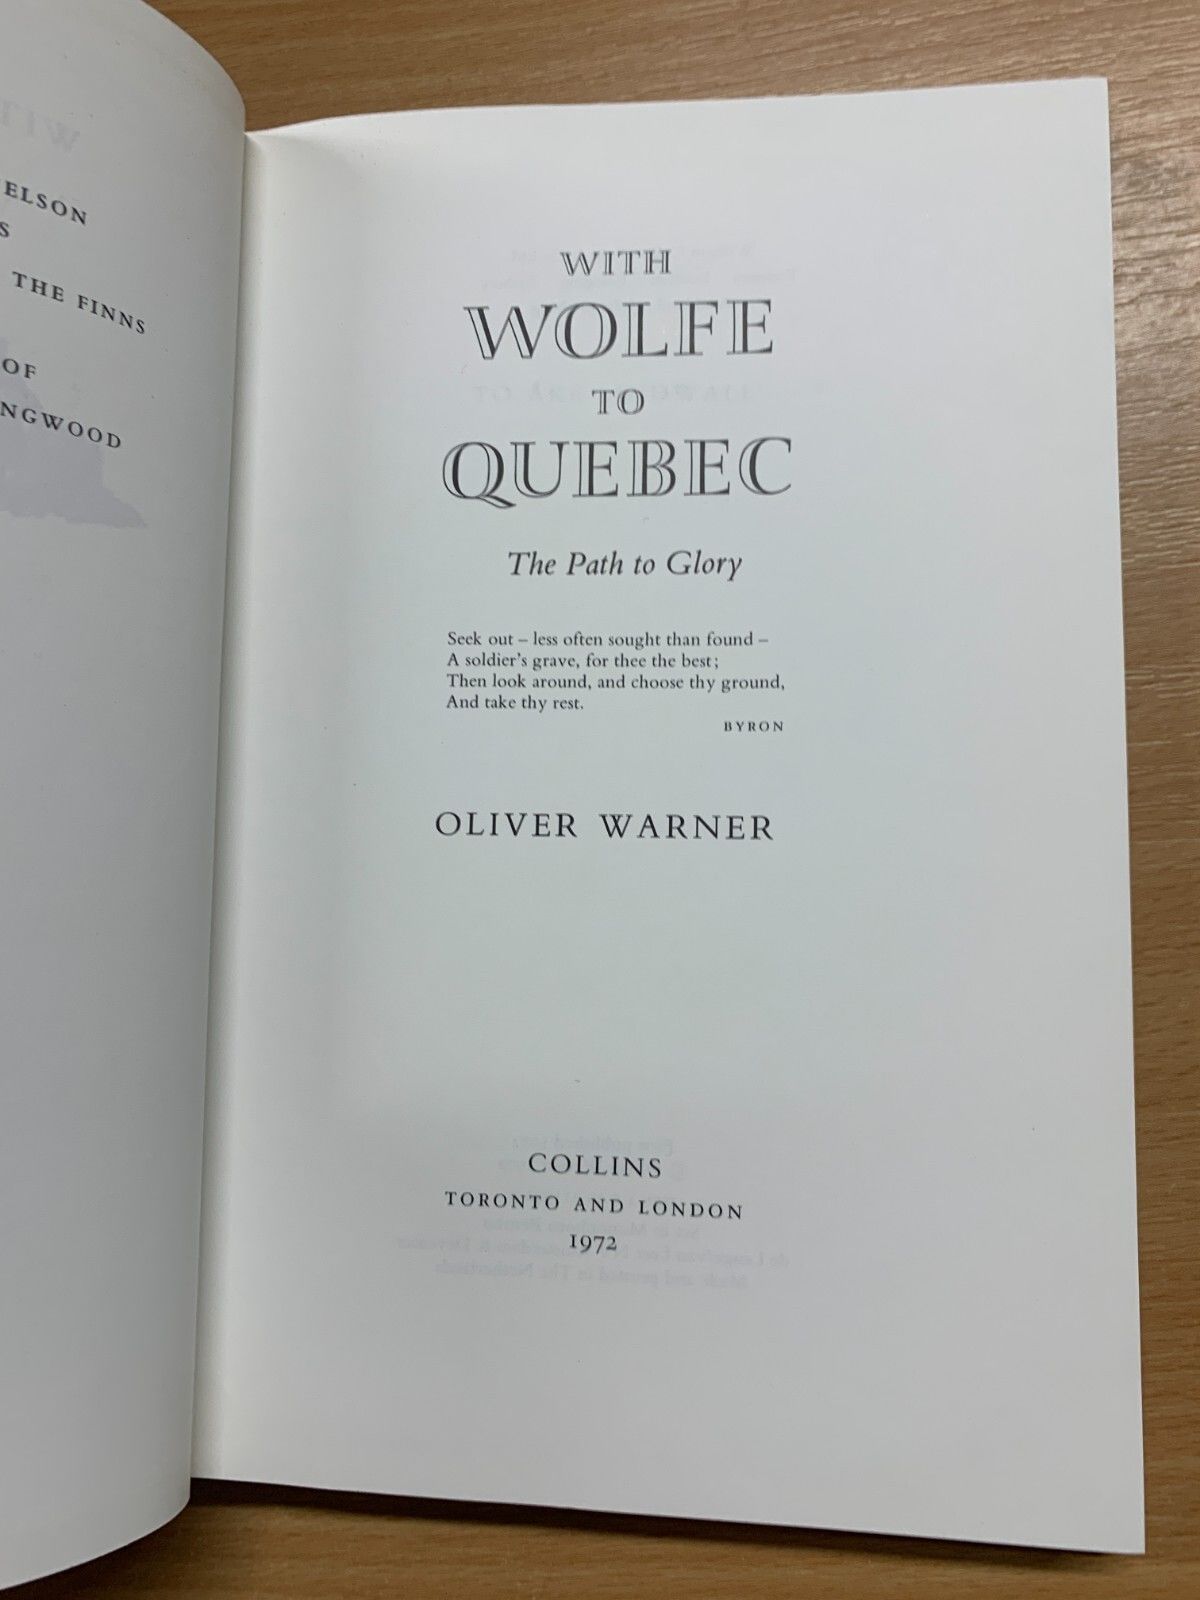 ELSON
S
THE FINNS
OF
NGWOOD
WITH
WOLFE
TO
QUEBEC
The Path to Glory
Seek out – less often sought than found –
A soldier's grave, for thee the best;
Then look around, and choose thy ground,
And take thy rest.
BYRON
OLIVER WARNER
COLLINS
TORONTO AND LONDON
1972